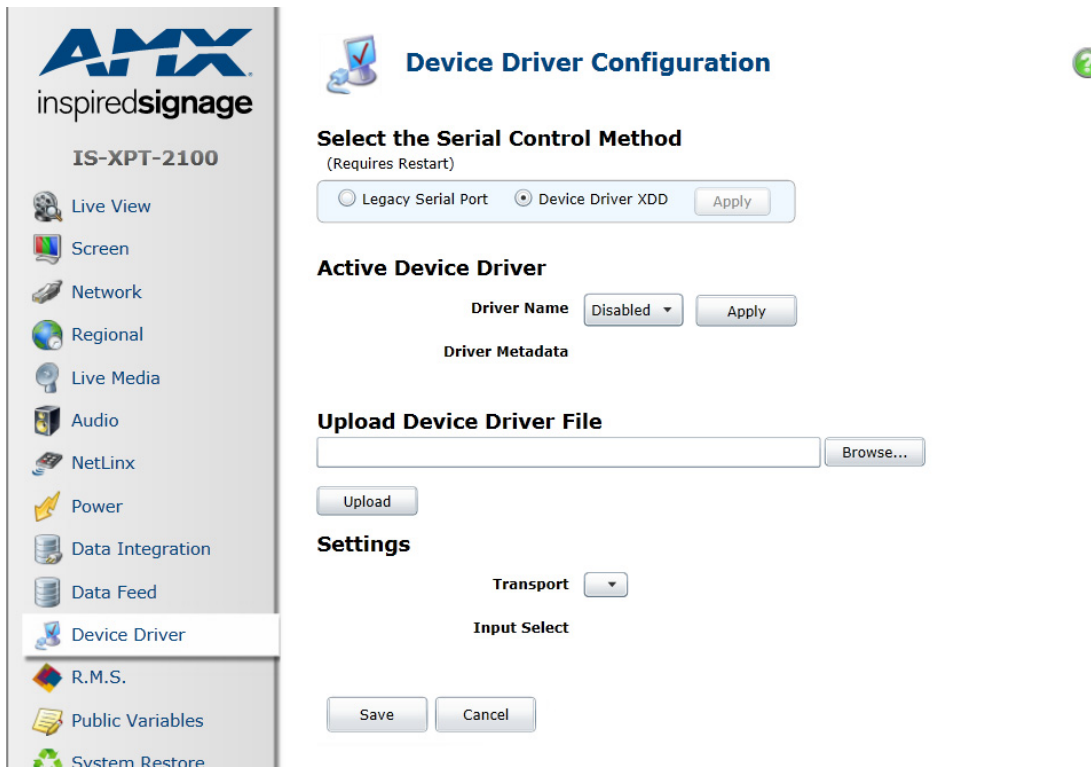 AMX
inspiredsignage
IS-XPT-2100
Live View
Screen
Network
Regional
Live Media
Audio
NetLinx
Power
Data Integration
Data Feed
Device Driver
R.M.S.
Public Variables
System Restore
Device Driver Configuration
?
Select the Serial Control Method
(Requires Restart)
Legacy Serial Port Device Driver XDD Apply
Active Device Driver
Driver Name Disabled Apply
Driver Metadata
Upload Device Driver File
Browse...
Upload
Settings
Transport
Input Select
Save Cancel